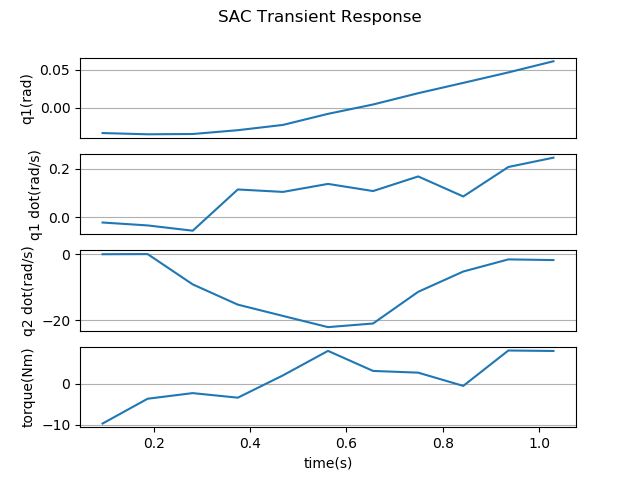 SAC Transient Response
q1(rad)
0.05
0.00
q1 dot(rad/s)
0.2
0.0
q2 dot(rad/s)
0
−20
torque(Nm)
0
−10
0.2 0.4 0.6 0.8 1.0
time(s)